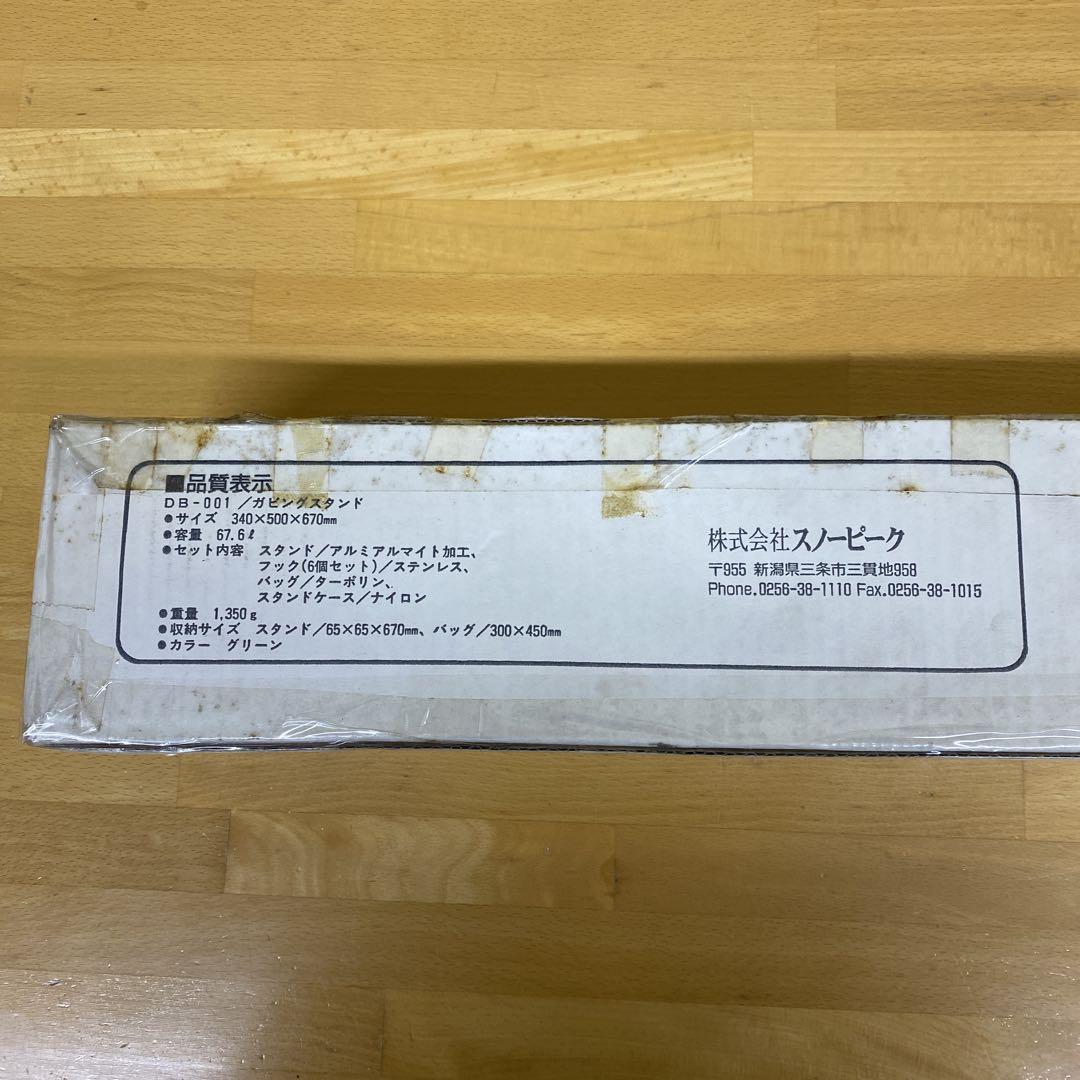 ■品質表示
DB-001／ガビングスタンド
●サイズ 340×500×670㎜
●容量 67.6ℓ
●セット内容 スタンド／アルミアルマイト加工、
フック(6個セット)／ステンレス、
バッグ／ターポリン、
スタンドケース／ナイロン
●重量 1,350g
●収納サイズ スタンド／65×65×670㎜、バッグ／300×450㎜
●カラー グリーン
株式会社スノーピーク
〒955 新潟県三条市三貫地958
Phone.0256-38-1110 Fax.0256-38-1015